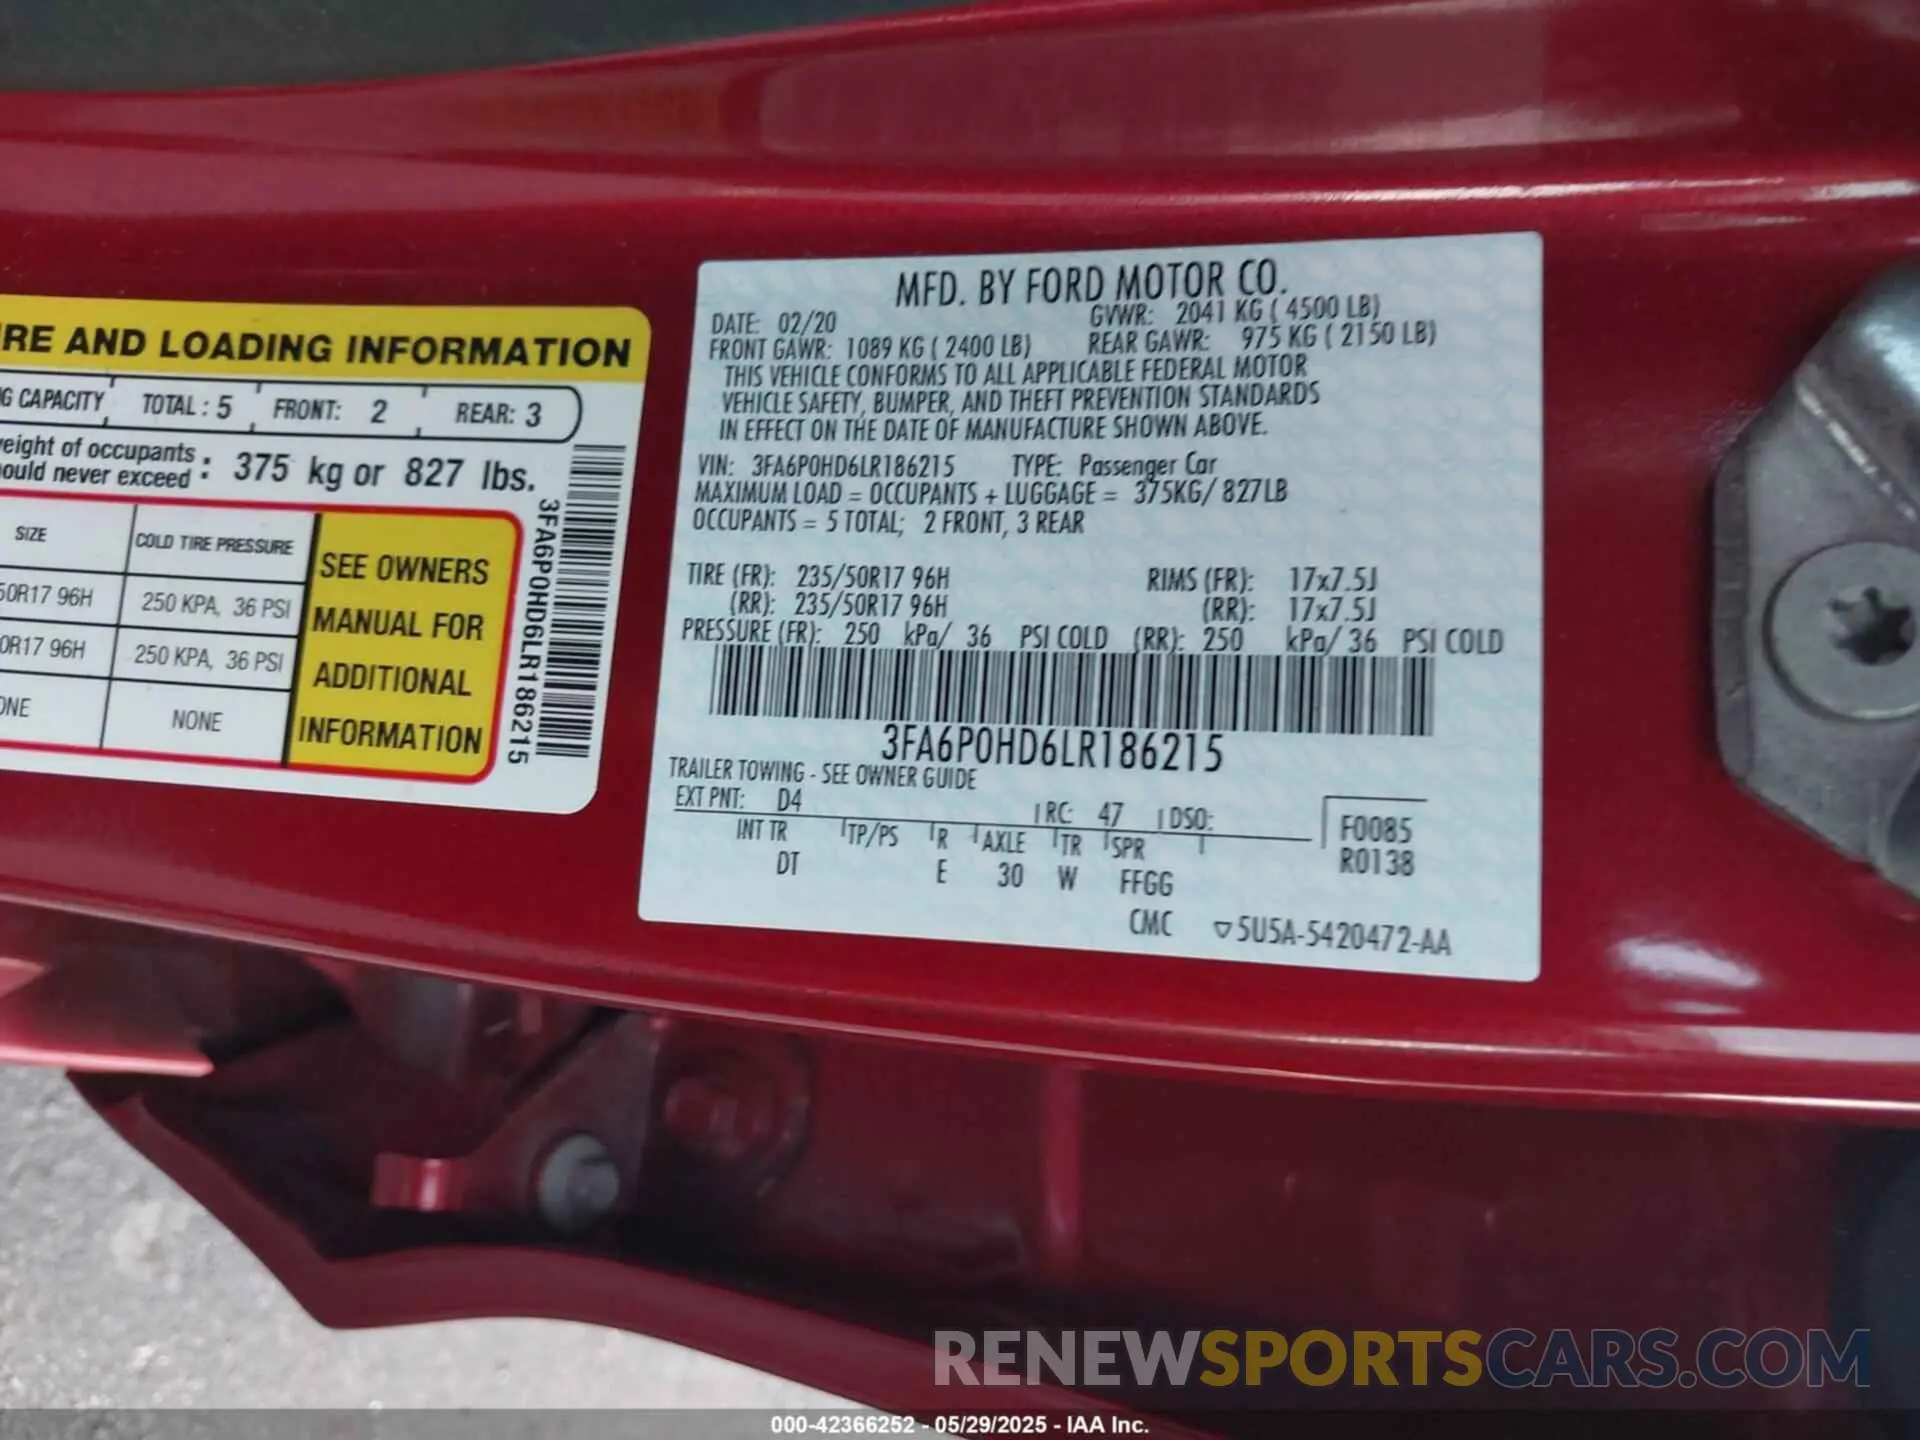 RE AND LOADING INFORMATION
G CAPACITY TOTAL : 5 FRONT: 2 REAR: 3
eight of occupants
ould never exceed : 375 kg or 827 lbs.
SIZE COLD TIRE PRESSURE
50R17 96H 250 KPA, 36 PSI
0R17 96H 250 KPA, 36 PSI
ONE NONE
SEE OWNERS
MANUAL FOR
ADDITIONAL
INFORMATION
3FA6P0HD6LR186215
MFD. BY FORD MOTOR CO.
DATE: 02/20 GVWR: 2041 KG ( 4500 LB)
FRONT GAWR: 1089 KG ( 2400 LB) REAR GAWR: 975 KG ( 2150 LB)
THIS VEHICLE CONFORMS TO ALL APPLICABLE FEDERAL MOTOR
VEHICLE SAFETY, BUMPER, AND THEFT PREVENTION STANDARDS
IN EFFECT ON THE DATE OF MANUFACTURE SHOWN ABOVE.
VIN: 3FA6P0HD6LR186215 TYPE: Passenger Car
MAXIMUM LOAD = OCCUPANTS + LUGGAGE = 375KG/ 827LB
OCCUPANTS = 5 TOTAL; 2 FRONT, 3 REAR
TIRE (FR): 235/50R17 96H RIMS (FR): 17x7.5J
(RR): 235/50R17 96H (RR): 17x7.5J
PRESSURE (FR): 250 kPa/ 36 PSI COLD (RR): 250 kPa/ 36 PSI COLD
3FA6P0HD6LR186215
TRAILER TOWING - SEE OWNER GUIDE
EXT PNT: D4 RC: 47 DSO:
INT TR TP/PS R AXLE TR SPR
DT E 30 W FFGG
F0085
R0138
CMC ▽5U5A-5420472-AA
RENEWSPORTSCARS.COM
000-42366252 - 05/29/2025 - IAA Inc.